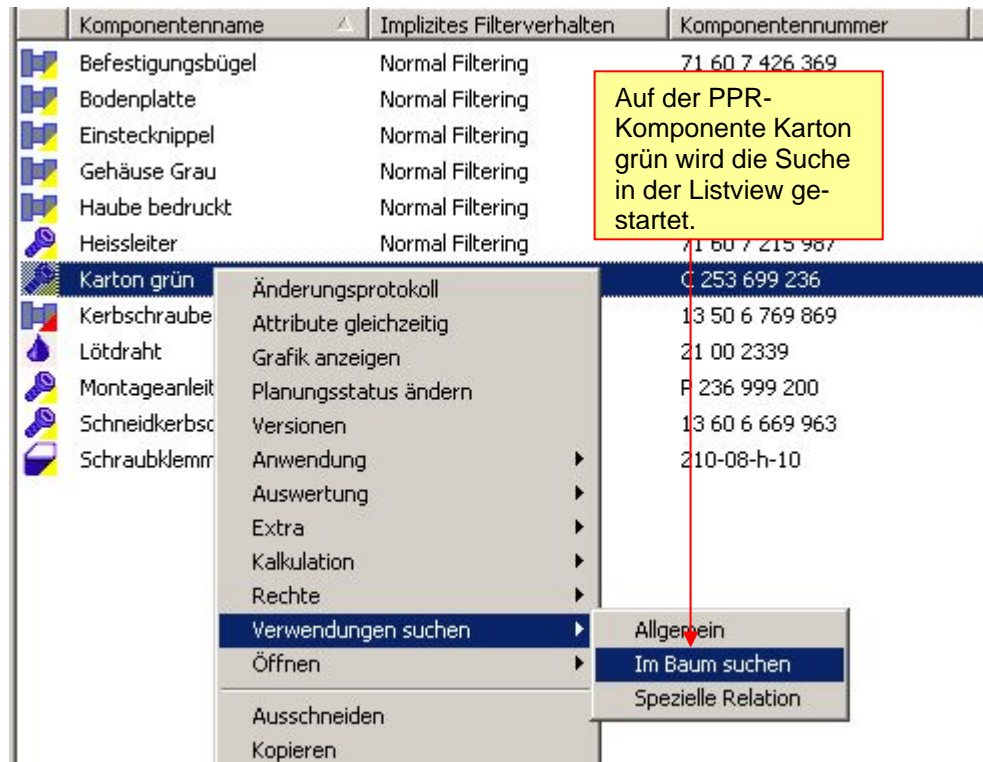 Komponentenname Implizites Filterverhalten Komponentennummer
Befestigungsbügel Normal Filtering 71 60 7 426 369
Bodenplatte Normal Filtering
Einstecknippel Normal Filtering
Gehäuse Grau Normal Filtering
Haube bedruckt Normal Filtering
Heissleiter Normal Filtering 71 60 7 215 987
Auf der PPR-
Komponente Karton
grün wird die Suche
in der Listview ge-
startet.
Karton grün C 253 699 236
Kerbschraube 13 50 6 769 869
Lötdraht 21 00 2339
Montageanleit P 236 999 200
Schneidkerbsc 13 60 6 669 963
Schraubklemm 210-08-h-10
Änderungsprotokoll
Attribute gleichzeitig
Grafik anzeigen
Planungsstatus ändern
Versionen
Anwendung
Auswertung
Extra
Kalkulation
Rechte
Verwendungen suchen
Öffnen
Ausschneiden
Kopieren
Allgemein
Im Baum suchen
Spezielle Relation